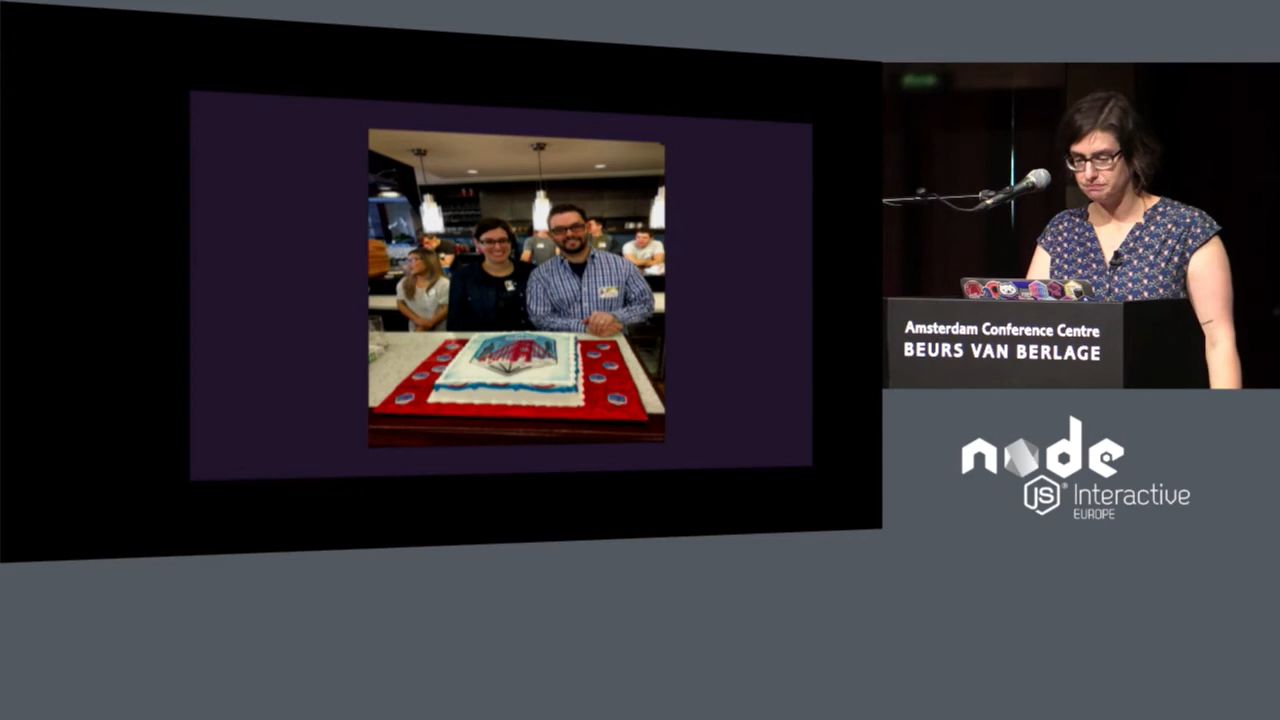 Amsterdam Conference Centre
BEURS VAN BERLAGE
node
JS® Interactive
EUROPE